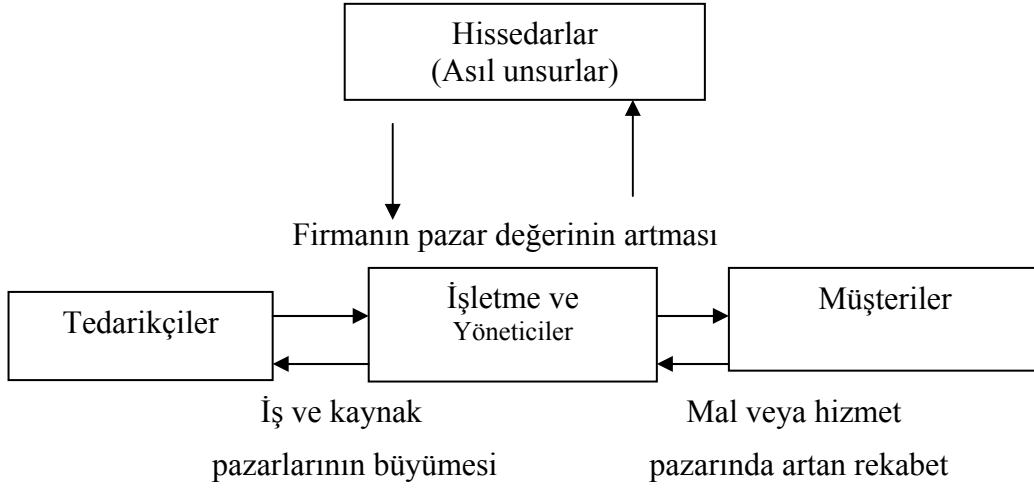 Hissedarlar
(Asıl unsurlar)
Firmanın pazar değerinin artması
Tedarikçiler
İşletme ve
Yöneticiler
Müşteriler
İş ve kaynak
pazarlarının büyümesi
Mal veya hizmet
pazarında artan rekabet